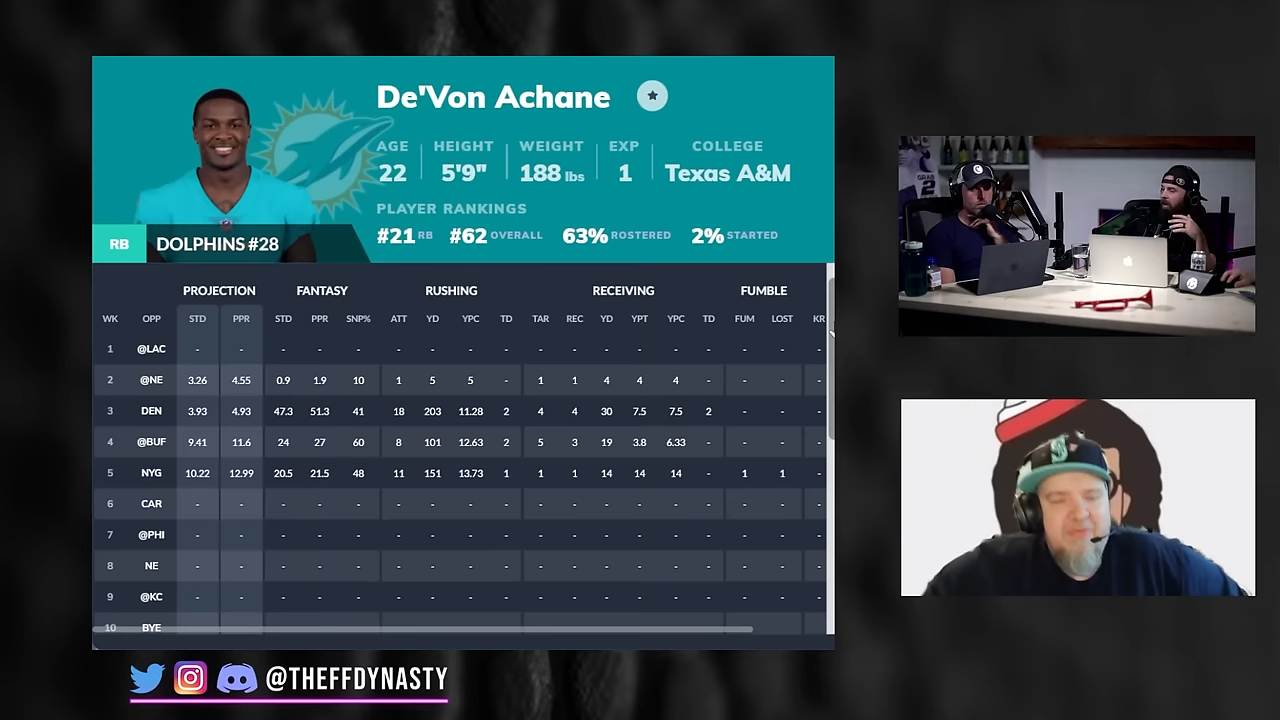 De'Von Achane
AGE HEIGHT WEIGHT EXP COLLEGE
22 5'9" 188 lbs 1 Texas A&M
PLAYER RANKINGS
#21 RB #62 OVERALL 63% ROSTERED 2% STARTED
RB DOLPHINS #28
PROJECTION FANTASY RUSHING RECEIVING FUMBLE
WK OPP STD PPR STD PPR SNP% ATT YD YPC TD TAR REC YD YPT YPC TD FUM LOST KR
1 @LAC - - - - - - - - - - - - - - - - - -
2 @NE 3.26 4.55 0.9 1.9 10 1 5 5 - 1 1 4 4 4 - - - -
3 DEN 3.93 4.93 47.3 51.3 41 18 203 11.28 2 4 4 30 7.5 7.5 2 - - -
4 @BUF 9.41 11.6 24 27 60 8 101 12.63 2 5 3 19 3.8 6.33 - - - -
5 NYG 10.22 12.99 20.5 21.5 48 11 151 13.73 1 1 1 14 14 14 - 1 1 -
6 CAR - - - - - - - - - - - - - - - - - -
7 @PHI - - - - - - - - - - - - - - - - - -
8 NE - - - - - - - - - - - - - - - - - -
9 @KC - - - - - - - - - - - - - - - - - -
10 BYE
@THEFFDYNASTY